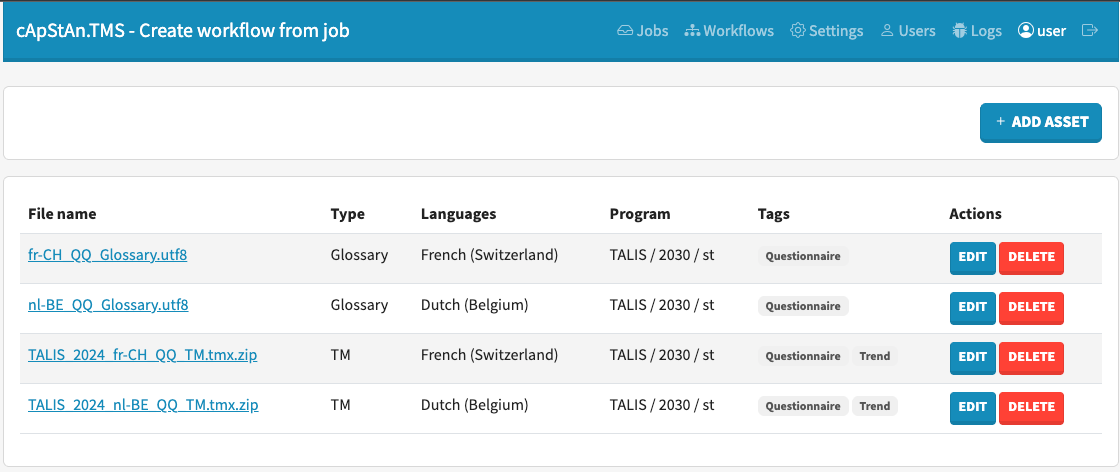 cApStAn.TMS - Create workflow from job Jobs Workflows Settings Users Logs user
+ ADD ASSET
File name Type Languages Program Tags Actions
fr-CH_QQ_Glossary.utf8 Glossary French (Switzerland) TALIS / 2030 / st Questionnaire EDIT DELETE
nl-BE_QQ_Glossary.utf8 Glossary Dutch (Belgium) TALIS / 2030 / st Questionnaire EDIT DELETE
TALIS_2024_fr-CH_QQ_TM.tmx.zip TM French (Switzerland) TALIS / 2030 / st Questionnaire Trend EDIT DELETE
TALIS_2024_nl-BE_QQ_TM.tmx.zip TM Dutch (Belgium) TALIS / 2030 / st Questionnaire Trend EDIT DELETE